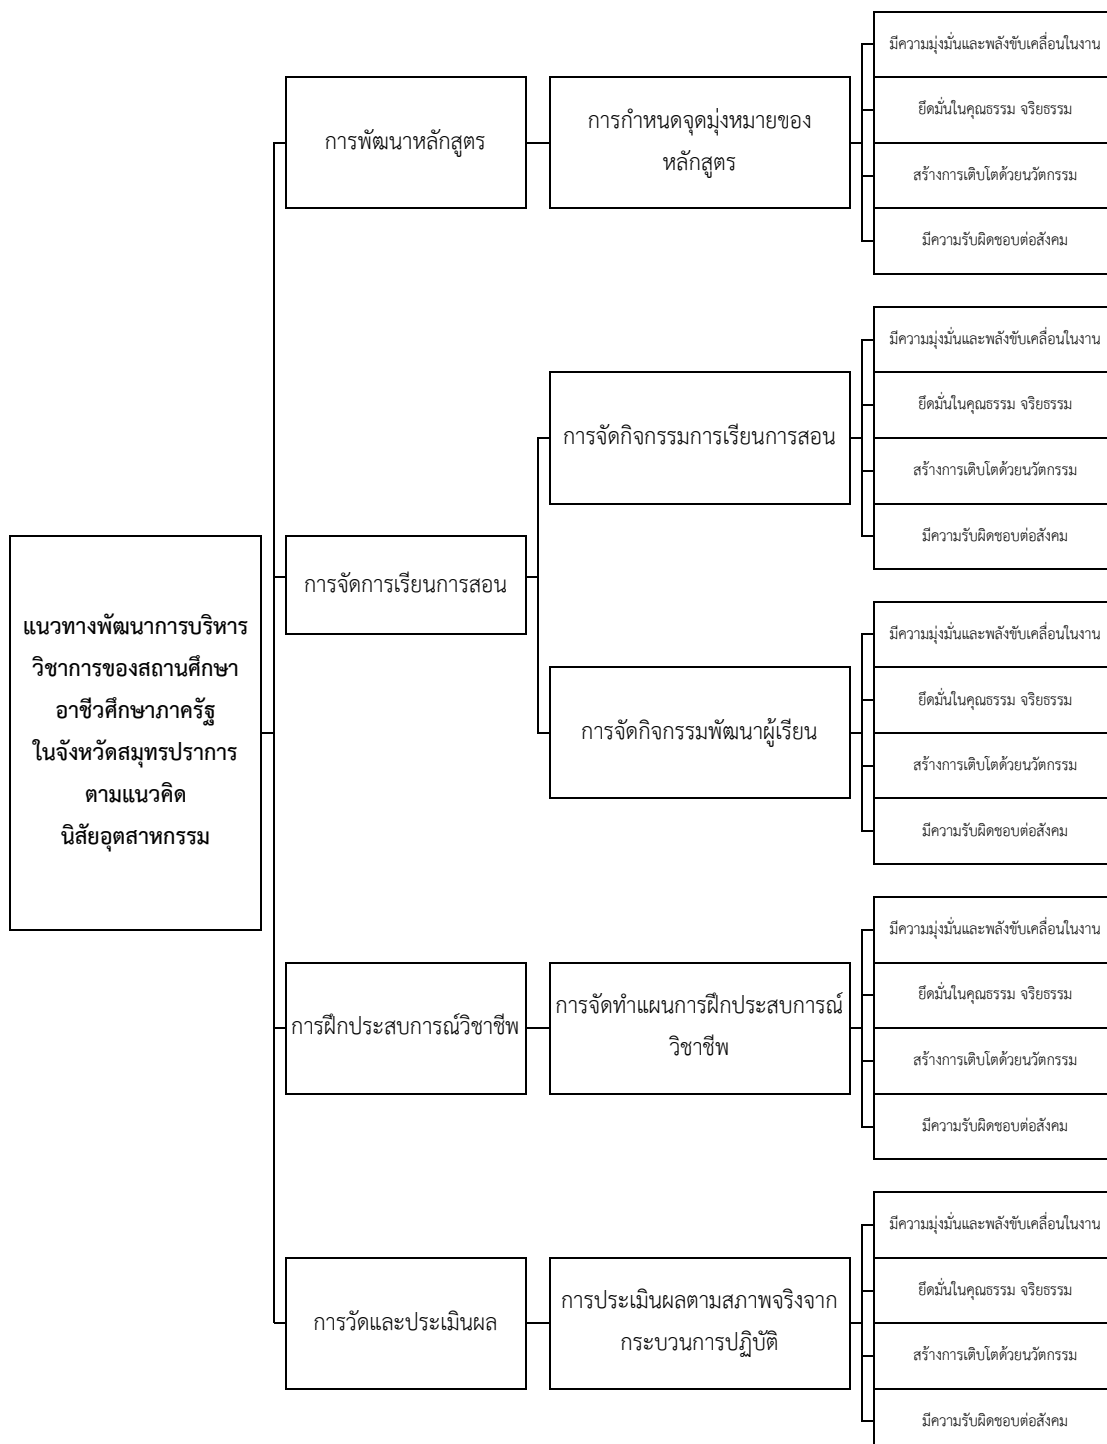 แนวทางพัฒนาการบริหาร
วิชาการของสถานศึกษา
อาชีวศึกษาภาครัฐ
ในจังหวัดสมุทรปราการ
ตามแนวคิด
นิสัยอุตสาหกรรม
การพัฒนาหลักสูตร
การกำหนดจุดมุ่งหมายของ
หลักสูตร
มีความมุ่งมั่นและพลังขับเคลื่อนในงาน
ยึดมั่นในคุณธรรม จริยธรรม
สร้างการเติบโตด้วยนวัตกรรม
มีความรับผิดชอบต่อสังคม
การจัดการเรียนการสอน
การจัดกิจกรรมการเรียนการสอน
มีความมุ่งมั่นและพลังขับเคลื่อนในงาน
ยึดมั่นในคุณธรรม จริยธรรม
สร้างการเติบโตด้วยนวัตกรรม
มีความรับผิดชอบต่อสังคม
การจัดกิจกรรมพัฒนาผู้เรียน
มีความมุ่งมั่นและพลังขับเคลื่อนในงาน
ยึดมั่นในคุณธรรม จริยธรรม
สร้างการเติบโตด้วยนวัตกรรม
มีความรับผิดชอบต่อสังคม
การฝึกประสบการณ์วิชาชีพ
การจัดทำแผนการฝึกประสบการณ์
วิชาชีพ
มีความมุ่งมั่นและพลังขับเคลื่อนในงาน
ยึดมั่นในคุณธรรม จริยธรรม
สร้างการเติบโตด้วยนวัตกรรม
มีความรับผิดชอบต่อสังคม
การวัดและประเมินผล
การประเมินผลตามสภาพจริงจาก
กระบวนการปฏิบัติ
มีความมุ่งมั่นและพลังขับเคลื่อนในงาน
ยึดมั่นในคุณธรรม จริยธรรม
สร้างการเติบโตด้วยนวัตกรรม
มีความรับผิดชอบต่อสังคม